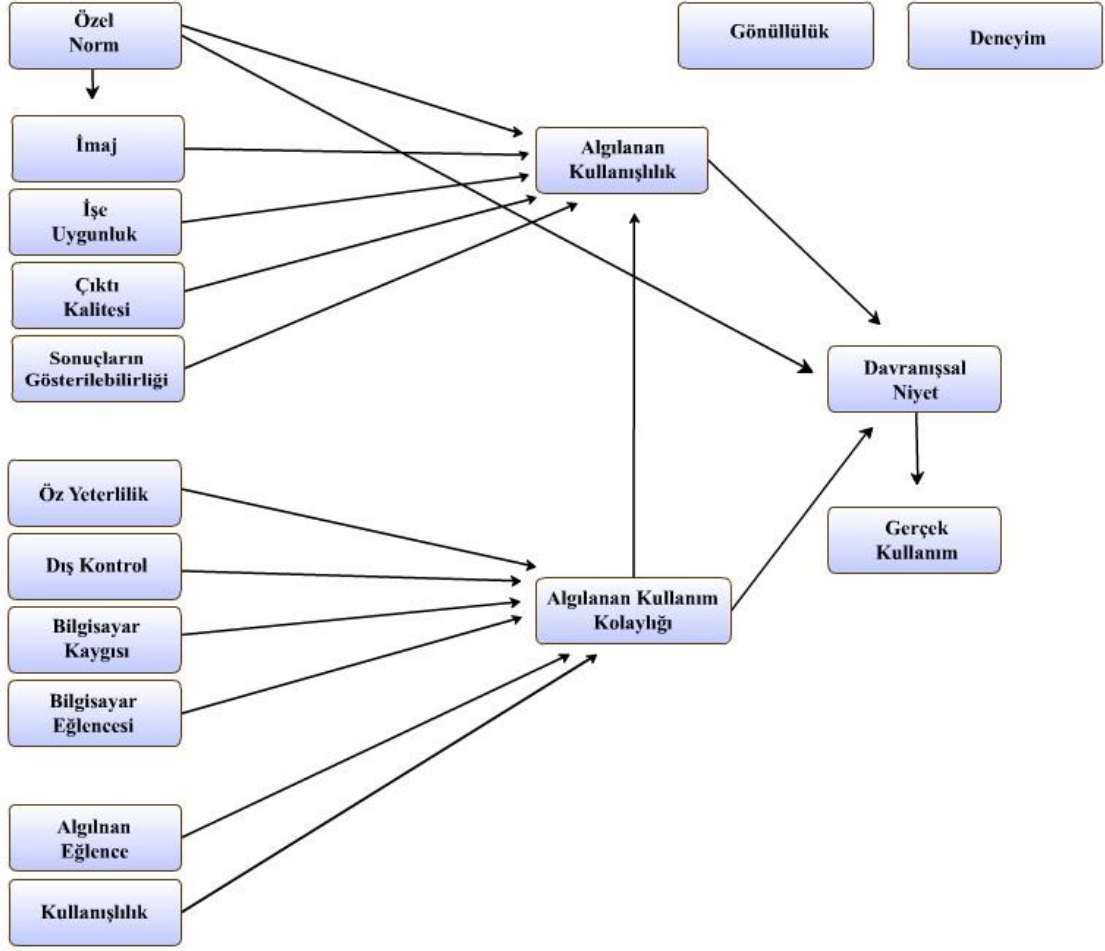 Özel
Norm
Gönüllülük
Deneyim
İmaj
Algılanan
Kullanışlılık
İşe
Uygunluk
Çıktı
Kalitesi
Sonuçların
Gösterilebilirliği
Davranışsal
Niyet
Öz Yeterlilik
Gerçek
Kullanım
Dış Kontrol
Algılanan Kullanım
Kolaylığı
Bilgisayar
Kaygısı
Bilgisayar
Eğlencesi
Algılnan
Eğlence
Kullanışlılık